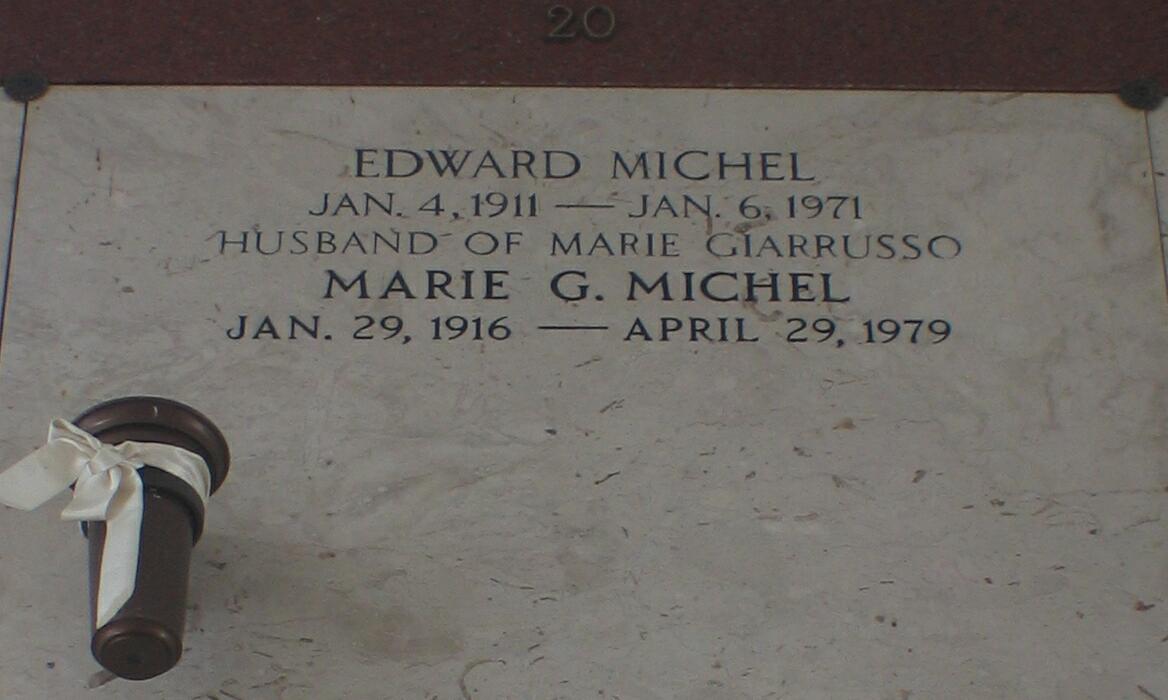 20
EDWARD MICHEL
JAN. 4, 1911 — JAN. 6, 1971
HUSBAND OF MARIE GIARRUSSO
MARIE G. MICHEL
JAN. 29, 1916 — APRIL 29, 1979